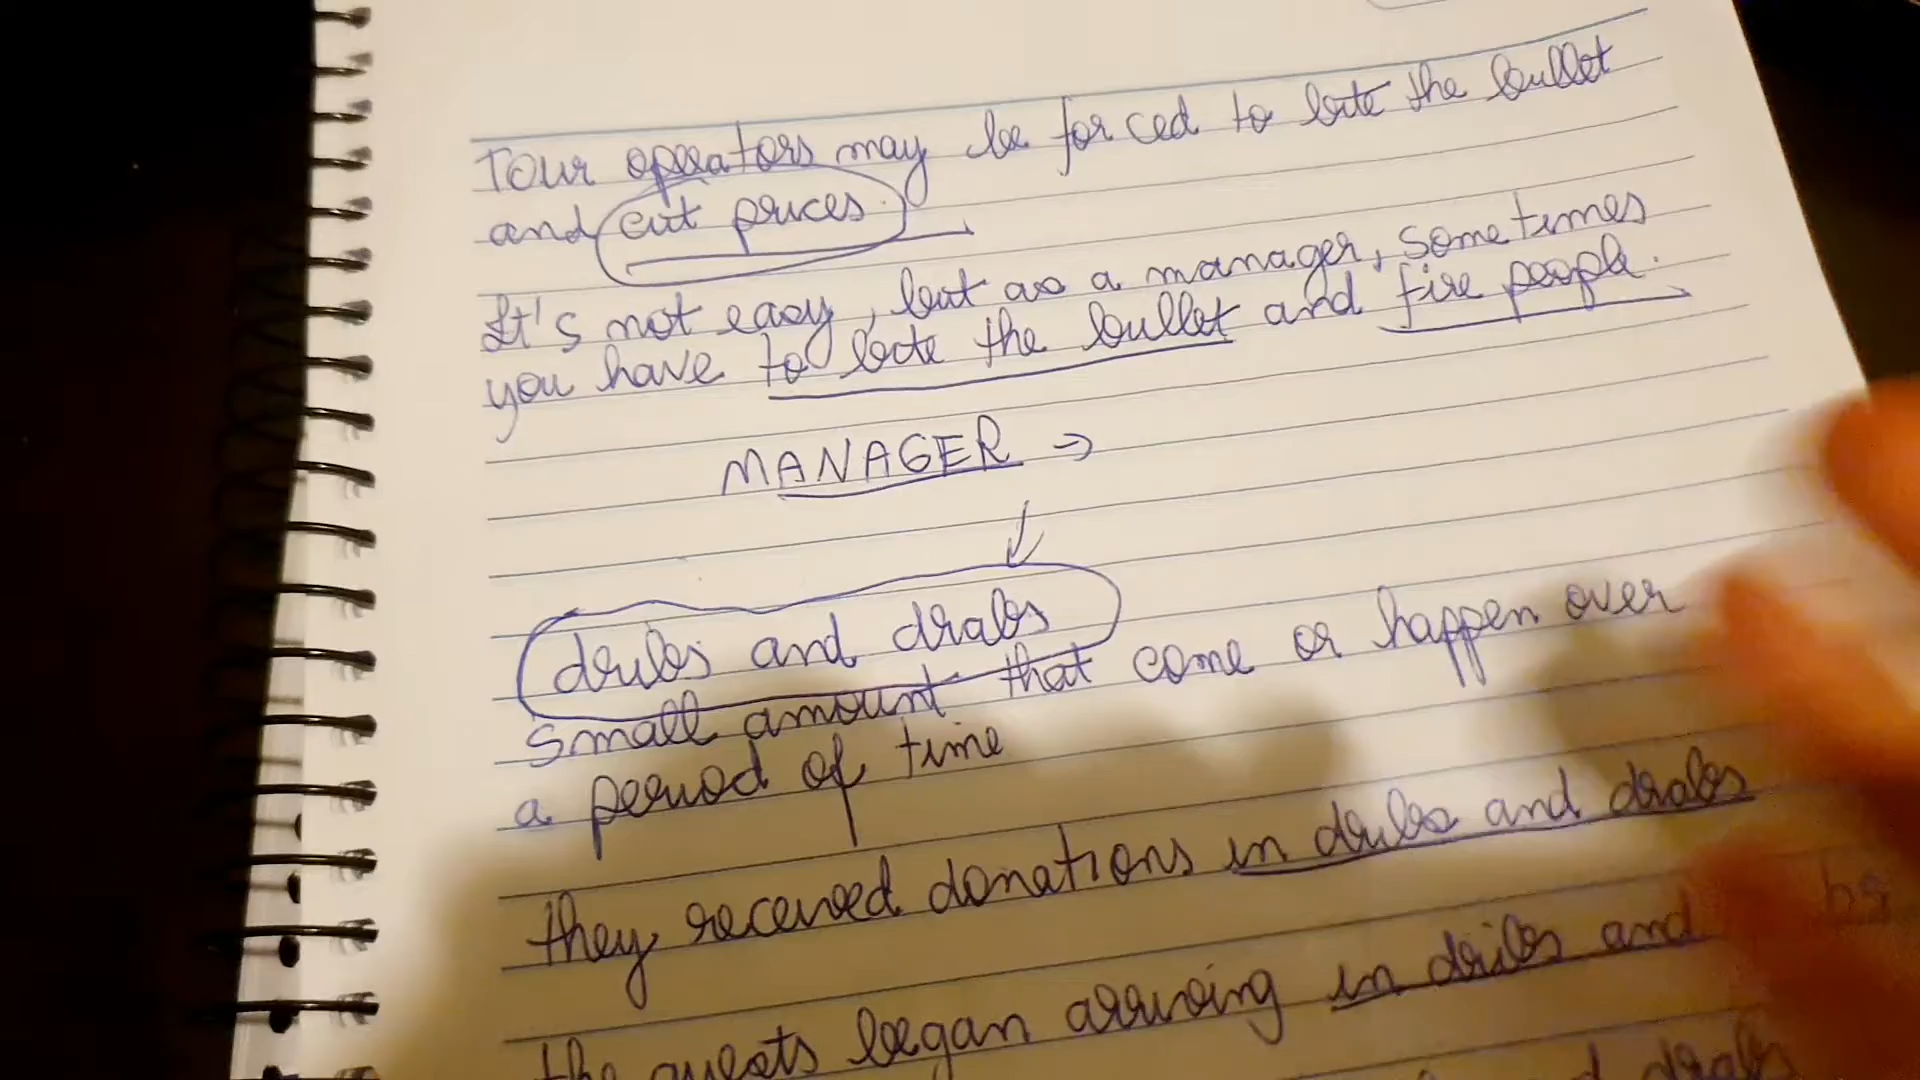 Tour operators may be forced to bite the bullet
and cut prices.
It's not easy, but as a manager, sometimes
you have to bite the bullet and fire people.
MANAGER →
dribs and drabs
small amount that come or happen over
a period of time
they received donations in dribs and drabs
the guests began arriving in dribs and
drabs